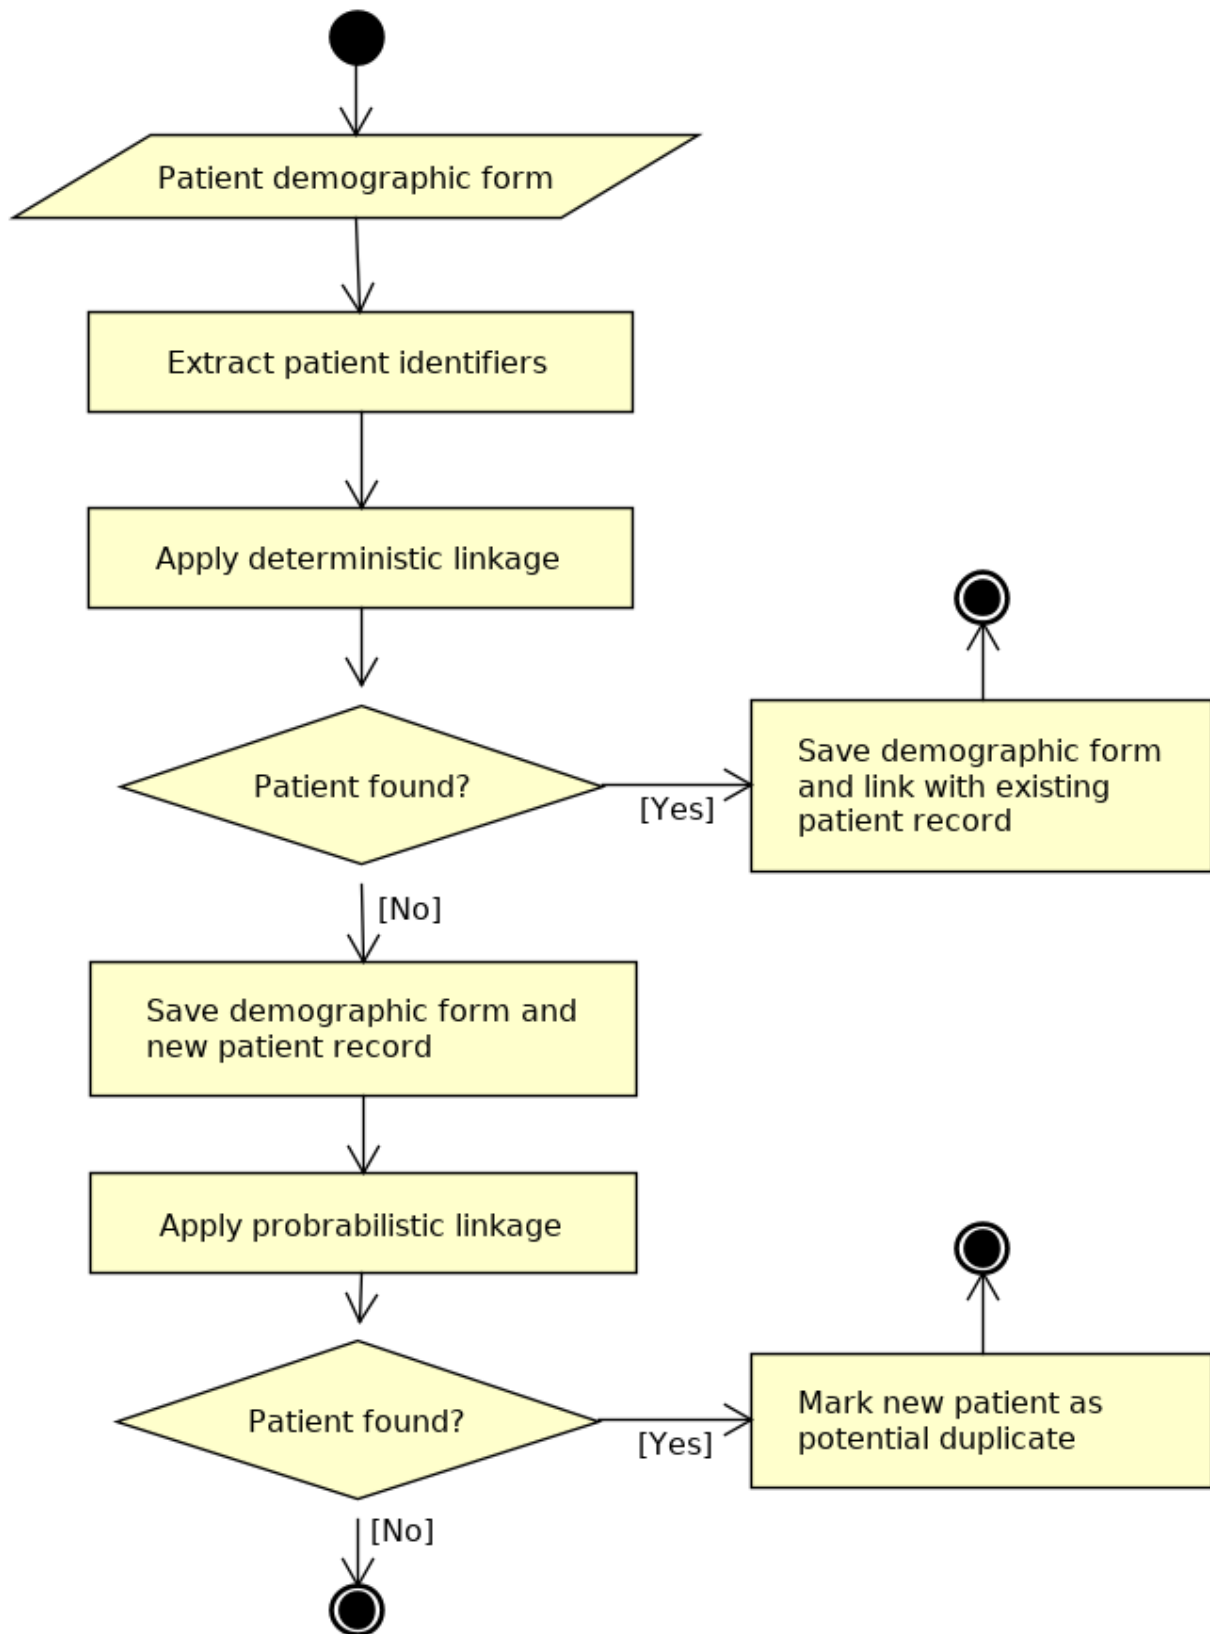 Patient demographic form
Extract patient identifiers
Apply deterministic linkage
Patient found?
[Yes]
Save demographic form
and link with existing
patient record
[No]
Save demographic form and
new patient record
Apply probrabilistic linkage
Patient found?
[Yes]
Mark new patient as
potential duplicate
[No]